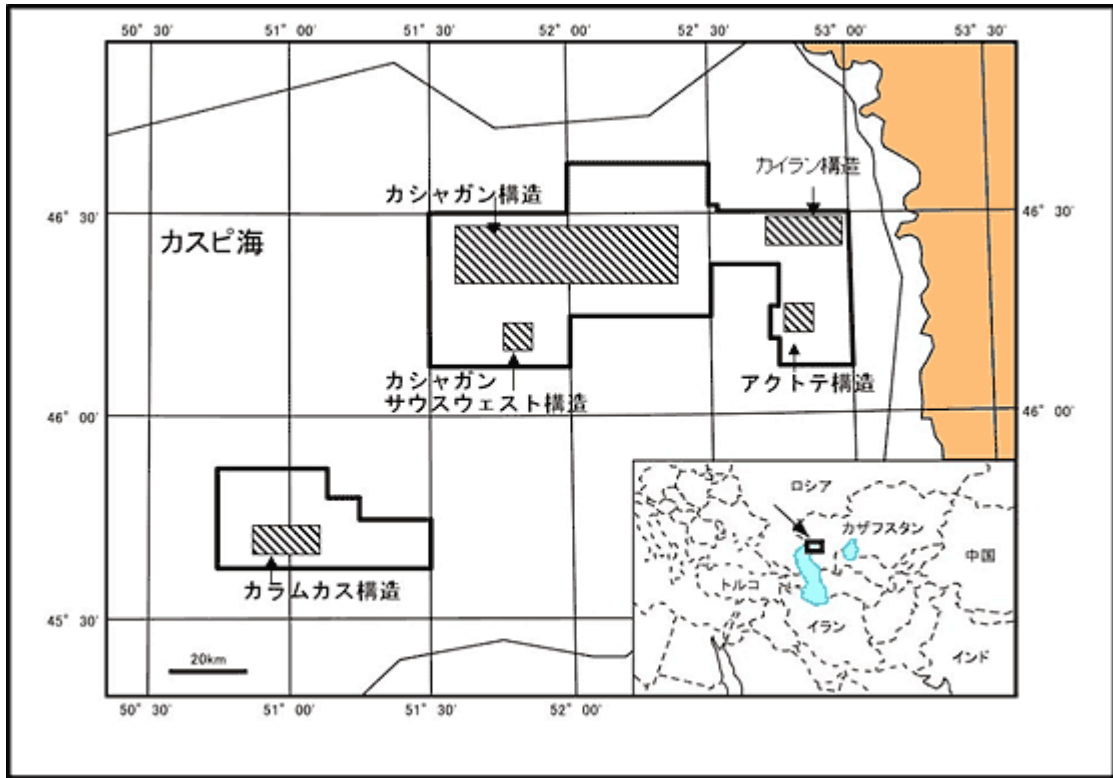 50° 30' 51° 00' 51° 30' 52° 00' 52° 30' 53° 00' 53° 30'
カイラン構造
カシャガン構造
46° 30' 46° 30'
カスピ海
カシャガン
サウスウェスト構造
アクトテ構造
46° 00' 46° 00'
ロシア
カザフスタン
中国
トルコ
カラムカス構造
45° 30'
イラン
インド
20km
50° 30' 51° 00' 51° 30' 52° 00'